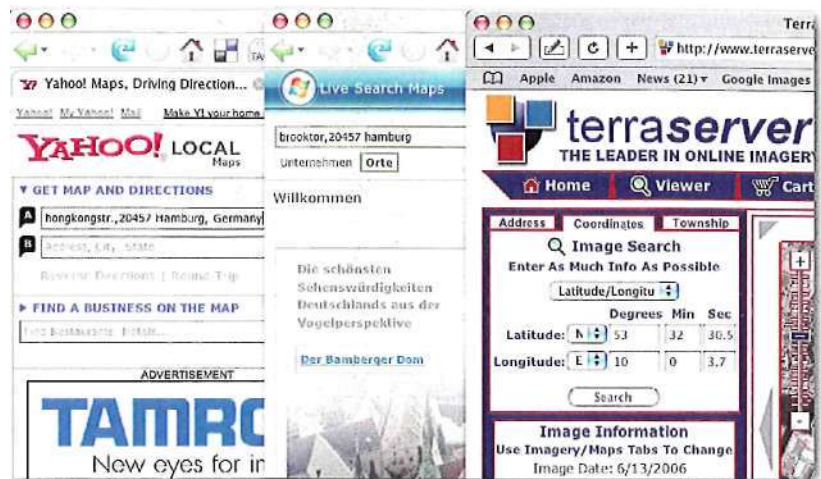 Yahoo! Maps, Driving Direction...
Yahoo! My Yahoo! Mail Make Y! your home
YAHOO! LOCAL
Maps
▼ GET MAP AND DIRECTIONS
A hongkongstr.,20457 Hamburg, Germany
B Address, City, State
Reverse Directions | Round-Trip
▶ FIND A BUSINESS ON THE MAP
ADVERTISEMENT
TAMRO
New eyes for in
Live Search Maps
brooktor,20457 hamburg
Unternehmen Orte
Willkommen
Die schönsten
Sehenswürdigkeiten
Deutschlands aus der
Vogelperspektive
Der Bamberger Dom
Terra
http://www.terraserve
Apple Amazon News (21) ▾ Google Images
terraserver
THE LEADER IN ONLINE IMAGERY
Home Viewer Cart
Address Coordinates Township
Image Search
Enter As Much Info As Possible
Latitude/Longitu
Degrees Min Sec
Latitude: N 53 32 30.5
Longitude: E 10 0 3.7
Search
Image Information
Use Imagery/Maps Tabs To Change
Image Date: 6/13/2006